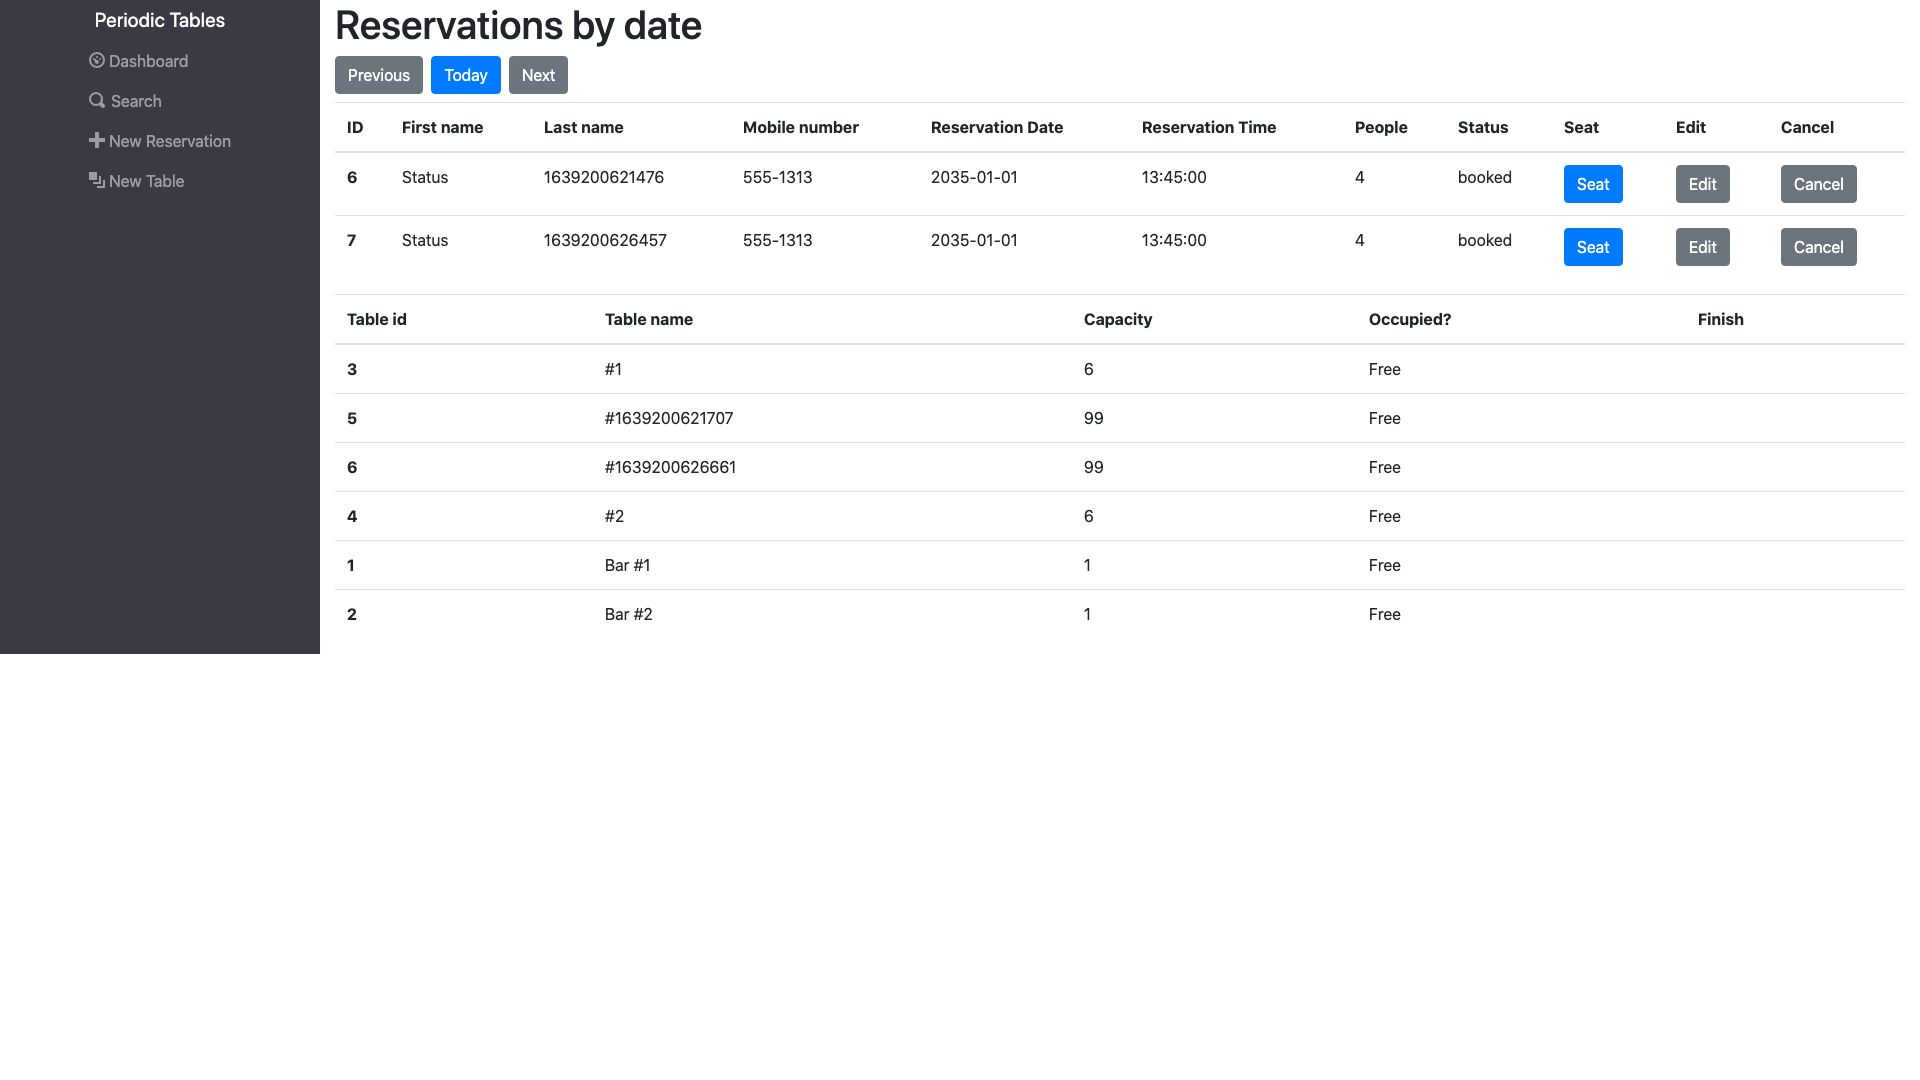 Periodic Tables
Dashboard
Search
New Reservation
New Table
Reservations by date
Previous Today Next
ID First name Last name Mobile number Reservation Date Reservation Time People Status Seat Edit Cancel
6 Status 1639200621476 555-1313 2035-01-01 13:45:00 4 booked Seat Edit Cancel
7 Status 1639200626457 555-1313 2035-01-01 13:45:00 4 booked Seat Edit Cancel
Table id Table name Capacity Occupied? Finish
3 #1 6 Free
5 #1639200621707 99 Free
6 #1639200626661 99 Free
4 #2 6 Free
1 Bar #1 1 Free
2 Bar #2 1 Free